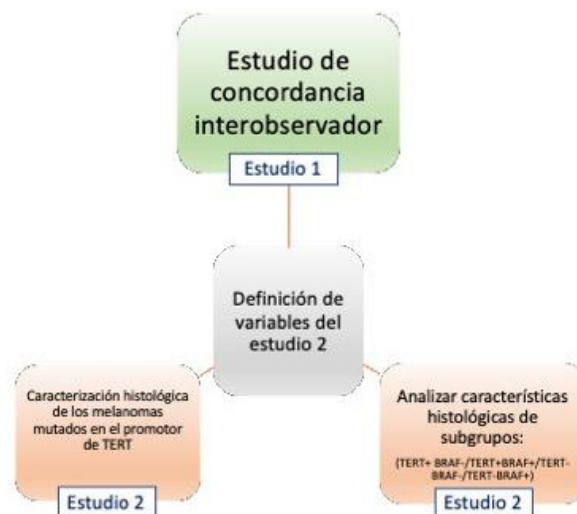 Estudio de
concordancia
interobservador
Estudio 1
Definición de
variables del
estudio 2
Caracterización histológica
de los melanomas
mutados en el promotor
de TERT
Estudio 2
Analizar características
histológicas de
subgrupos:
(TERT+ BRAF-/TERT+BRAF+/TERT-
BRAF-/TERT-BRAF+)
Estudio 2